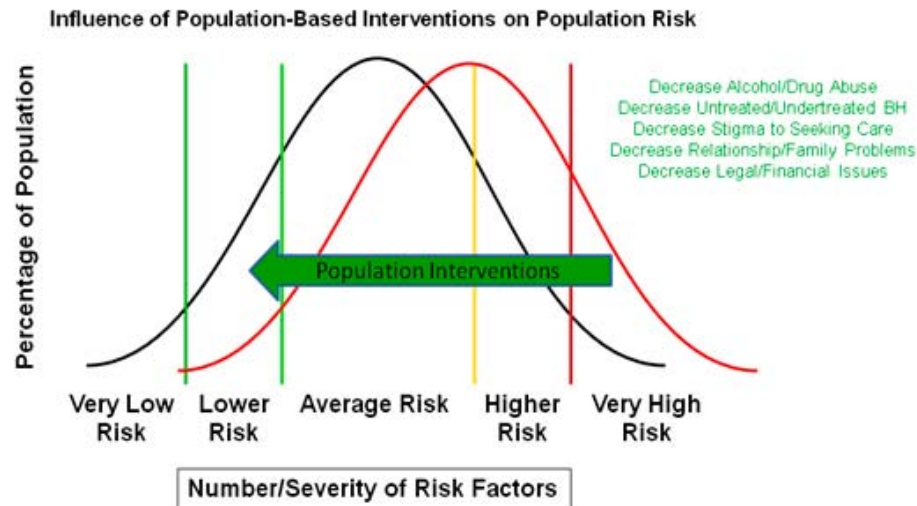 Influence of Population-Based Interventions on Population Risk
Percentage of Population
Decrease Alcohol/Drug Abuse
Decrease Untreated/Undertreated BH
Decrease Stigma to Seeking Care
Decrease Relationship/Family Problems
Decrease Legal/Financial Issues
Population Interventions
Very Low
Risk
Lower
Risk
Average Risk
Higher
Risk
Very High
Risk
Number/Severity of Risk Factors